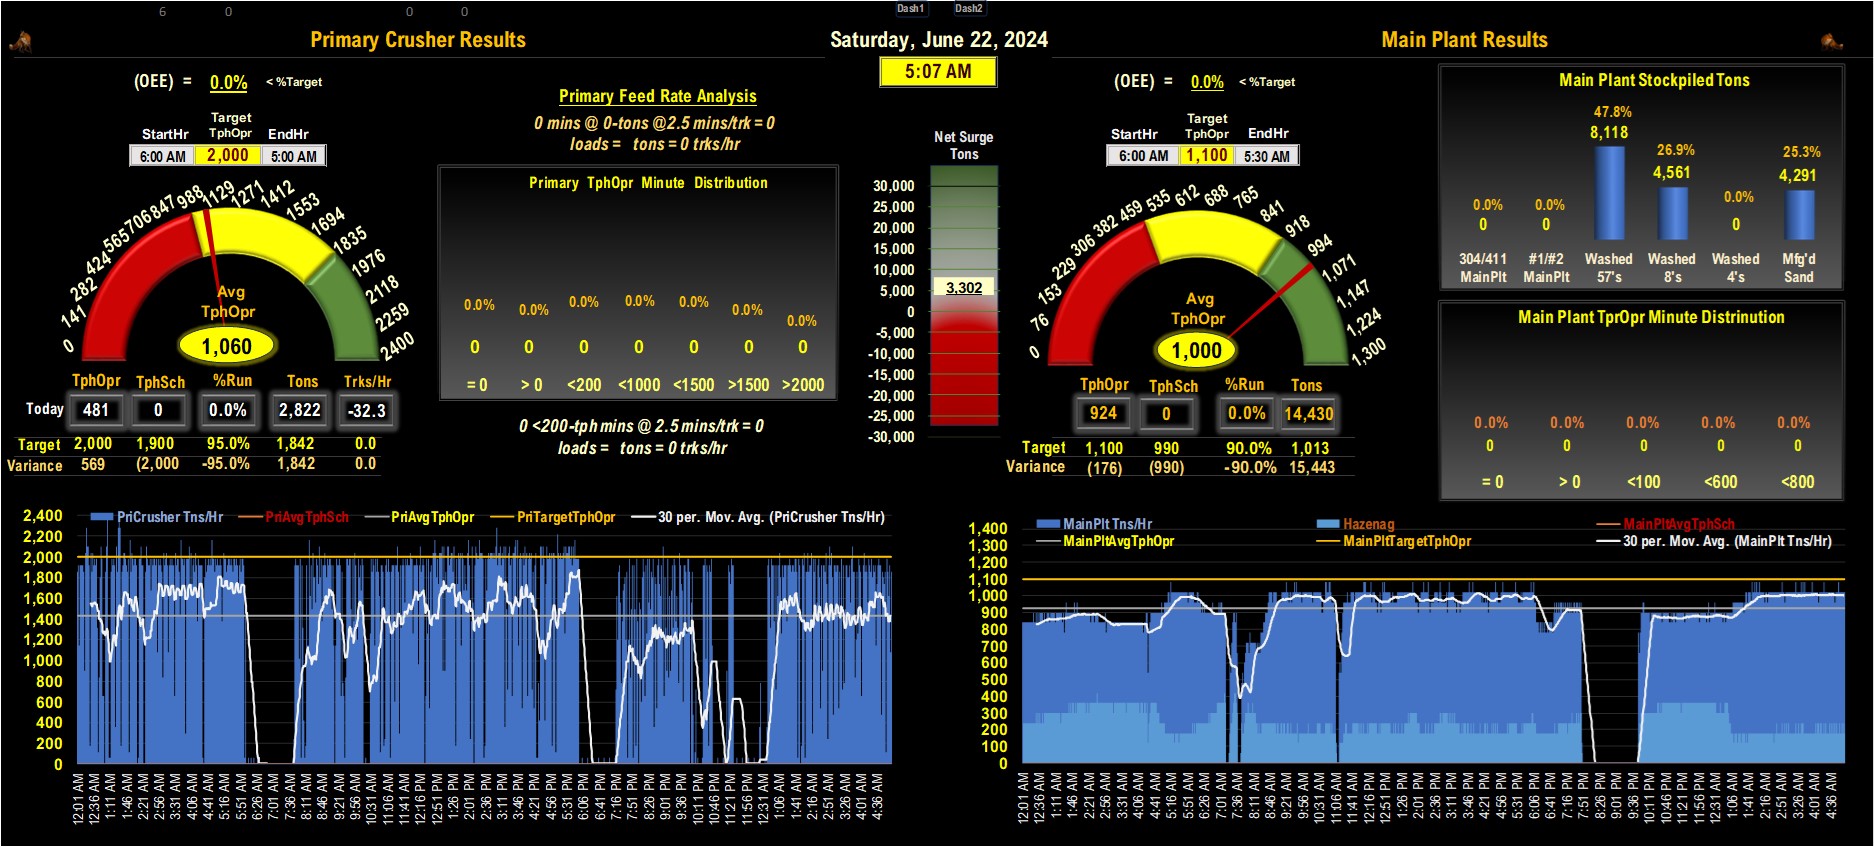 6 0 0 0 Dash1 Dash2
Primary Crusher Results
Saturday, June 22, 2024
Main Plant Results
5:07 AM
(OEE) = 0.0% < %Target
Target
StartHr TphOpr EndHr
6:00 AM 2,000 5:00 AM
0 141 282 424 565 706 847 988 1129 1271 1412 1553 1694 1835 1976 2118 2259 2400
Avg
TphOpr
1,060
TphOpr TphSch %Run Tons Trks/Hr
Today 481 0 0.0% 2,822 -32.3
Target 2,000 1,900 95.0% 1,842 0.0
Variance 569 (2,000 -95.0% 1,842 0.0
Primary Feed Rate Analysis
0 mins @ 0-tons @2.5 mins/trk = 0
loads = tons = 0 trks/hr
Primary TphOpr Minute Distribution
0.0% 0.0% 0.0% 0.0% 0.0% 0.0% 0.0%
0 0 0 0 0 0 0
= 0 > 0 <200 <1000 <1500 >1500 >2000
0 <200-tph mins @ 2.5 mins/trk = 0
loads = tons = 0 trks/hr
Net Surge
Tons
30,000
25,000
20,000
15,000
10,000
5,000
3,302
0
-5,000
-10,000
-15,000
-20,000
-25,000
-30,000
(OEE) = 0.0% < %Target
Target
StartHr TphOpr EndHr
6:00 AM 1,100 5:30 AM
0 76 153 229 306 382 459 535 612 688 765 841 918 994 1,071 1,147 1,224 1,300
Avg
TphOpr
1,000
TphOpr TphSch %Run Tons
924 0 0.0% 14,430
Target 1,100 990 90.0% 1,013
Variance (176) (990) -90.0% 15,443
Main Plant Stockpiled Tons
0.0% 0.0% 47.8% 26.9% 0.0% 25.3%
0 0 8,118 4,561 0 4,291
304/411 #1/#2 Washed Washed Washed Mfg'd
MainPlt MainPlt 57's 8's 4's Sand
Main Plant TprOpr Minute Distrinution
0.0% 0.0% 0.0% 0.0% 0.0%
0 0 0 0 0
= 0 > 0 <100 <600 <800
PriCrusher Tns/Hr PriAvgTphSch PriAvgTphOpr PriTargetTphOpr 30 per. Mov. Avg. (PriCrusher Tns/Hr)
2,400
2,200
2,000
1,800
1,600
1,400
1,200
1,000
800
600
400
200
0
12:01 AM 12:36 AM 1:11 AM 1:46 AM 2:21 AM 2:56 AM 3:31 AM 4:06 AM 4:41 AM 5:16 AM 5:51 AM 6:26 AM 7:01 AM 7:36 AM 8:11 AM 8:46 AM 9:21 AM 9:56 AM 10:31 AM 11:06 AM 11:41 AM 12:16 PM 12:51 PM 1:26 PM 2:01 PM 2:36 PM 3:11 PM 3:46 PM 4:21 PM 4:56 PM 5:31 PM 6:06 PM 6:41 PM 7:16 PM 7:51 PM 8:26 PM 9:01 PM 9:36 PM 10:11 PM 10:46 PM 11:21 PM 11:56 PM 12:31 AM 1:06 AM 1:41 AM 2:16 AM 2:51 AM 3:26 AM 4:01 AM 4:36 AM
MainPlt Tns/Hr Hazenag MainPltAvgTphSch
MainPltAvgTphOpr MainPltTargetTphOpr 30 per. Mov. Avg. (MainPlt Tns/Hr)
1,400
1,300
1,200
1,100
1,000
900
800
700
600
500
400
300
200
100
0
12:01 AM 12:36 AM 1:11 AM 1:46 AM 2:21 AM 2:56 AM 3:31 AM 4:06 AM 4:41 AM 5:16 AM 5:51 AM 6:26 AM 7:01 AM 7:36 AM 8:11 AM 8:46 AM 9:21 AM 9:56 AM 10:31 AM 11:06 AM 11:41 AM 12:16 PM 12:51 PM 1:26 PM 2:01 PM 2:36 PM 3:11 PM 3:46 PM 4:21 PM 4:56 PM 5:31 PM 6:06 PM 6:41 PM 7:16 PM 7:51 PM 8:26 PM 9:01 PM 9:36 PM 10:11 PM 10:46 PM 11:21 PM 11:56 PM 12:31 AM 1:06 AM 1:41 AM 2:16 AM 2:51 AM 3:26 AM 4:01 AM 4:36 AM